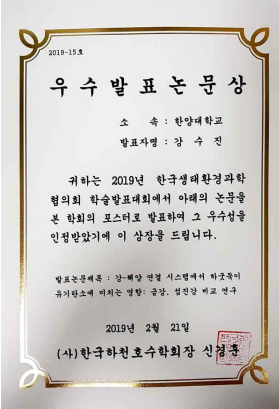 2019-15호
우수발표논문상
소 속 : 한양대학교
발표자명 : 강수진
귀하는 2019년 한국생태환경과학
협의회 학술발표대회에서 아래의 논문을
본 학회의 포스터로 발표하여 그 우수성을
인정받았기에 이 상장을 드립니다.
발표논문제목 : 강-해양 연결 시스템에서 하굿둑이
유기탄소에 미치는 영향: 금강, 섬진강 비교 연구
2019년 2월 21일
(사)한국하천호수학회장 신경훈